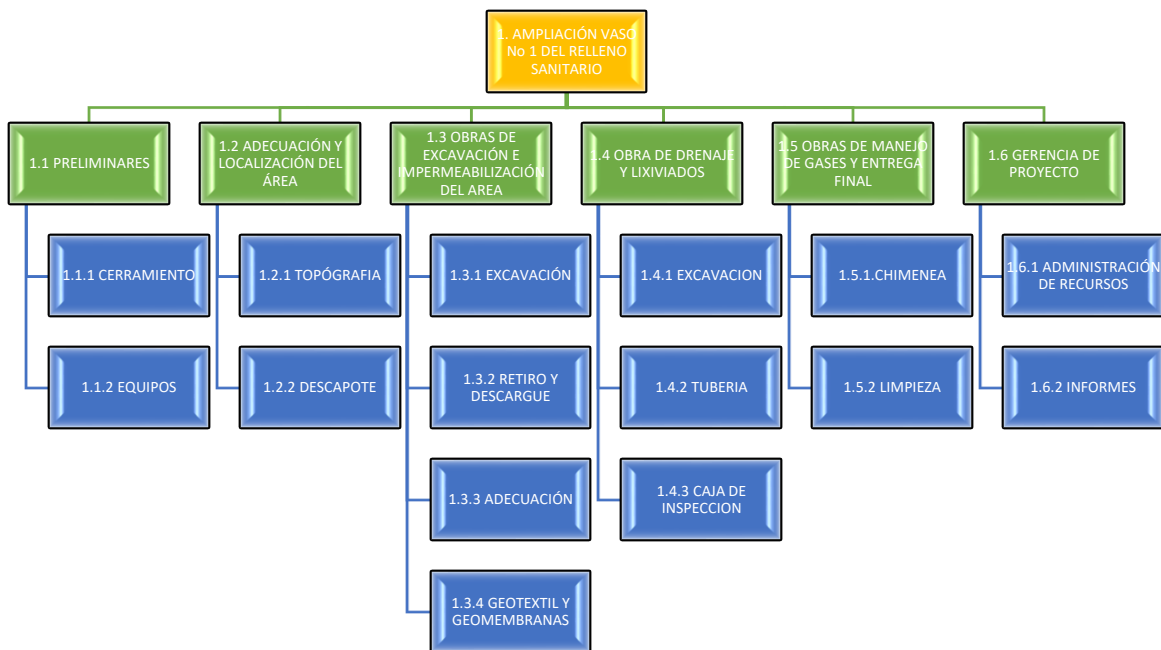 1. AMPLIACIÓN VASO
No 1 DEL RELLENO
SANITARIO
1.1 PRELIMINARES
1.2 ADECUACIÓN Y
LOCALIZACIÓN DEL
ÁREA
1.3 OBRAS DE
EXCAVACIÓN E
IMPERMEABILIZACIÓN
DEL AREA
1.4 OBRA DE DRENAJE
Y LIXIVIADOS
1.5 OBRAS DE MANEJO
DE GASES Y ENTREGA
FINAL
1.6 GERENCIA DE
PROYECTO
1.1.1 CERRAMIENTO
1.2.1 TOPÓGRAFIA
1.3.1 EXCAVACIÓN
1.4.1 EXCAVACION
1.5.1.CHIMENEA
1.6.1 ADMINISTRACIÓN
DE RECURSOS
1.1.2 EQUIPOS
1.2.2 DESCAPOTE
1.3.2 RETIRO Y
DESCARGUE
1.4.2 TUBERIA
1.5.2 LIMPIEZA
1.6.2 INFORMES
1.3.3 ADECUACIÓN
1.4.3 CAJA DE
INSPECCION
1.3.4 GEOTEXTIL Y
GEOMEMBRANAS